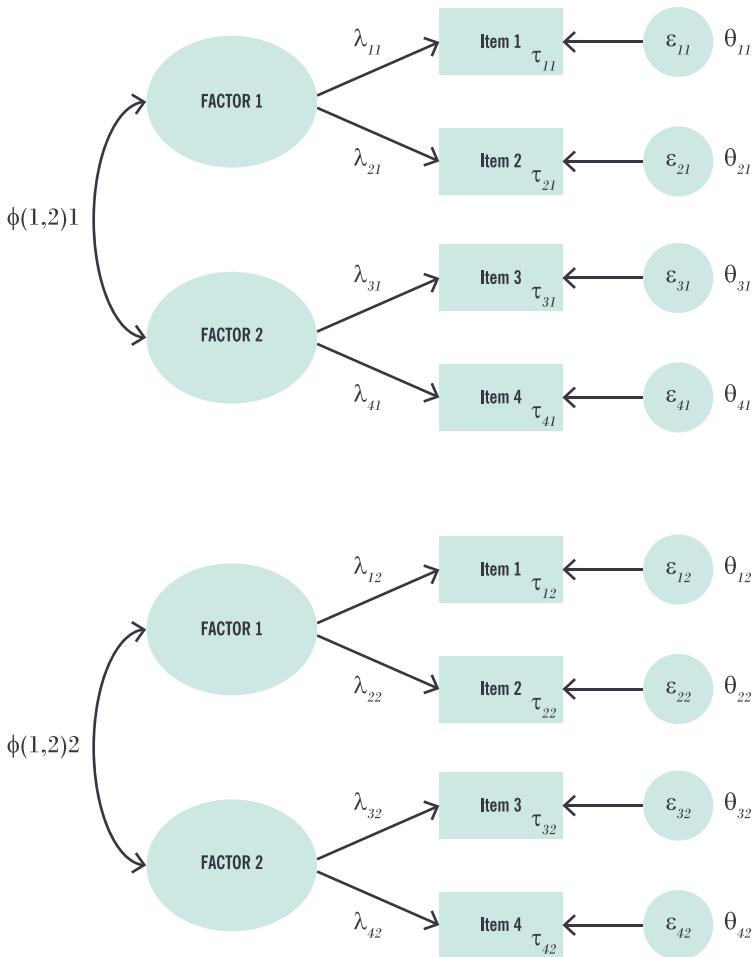 λ11 Item 1 τ11 ε11 θ11
FACTOR 1
λ21 Item 2 τ21 ε21 θ21
ϕ(1,2)1
λ31 Item 3 τ31 ε31 θ31
FACTOR 2
λ41 Item 4 τ41 ε41 θ41
λ12 Item 1 τ12 ε12 θ12
FACTOR 1
λ22 Item 2 τ22 ε22 θ22
ϕ(1,2)2
λ32 Item 3 τ32 ε32 θ32
FACTOR 2
λ42 Item 4 τ42 ε42 θ42